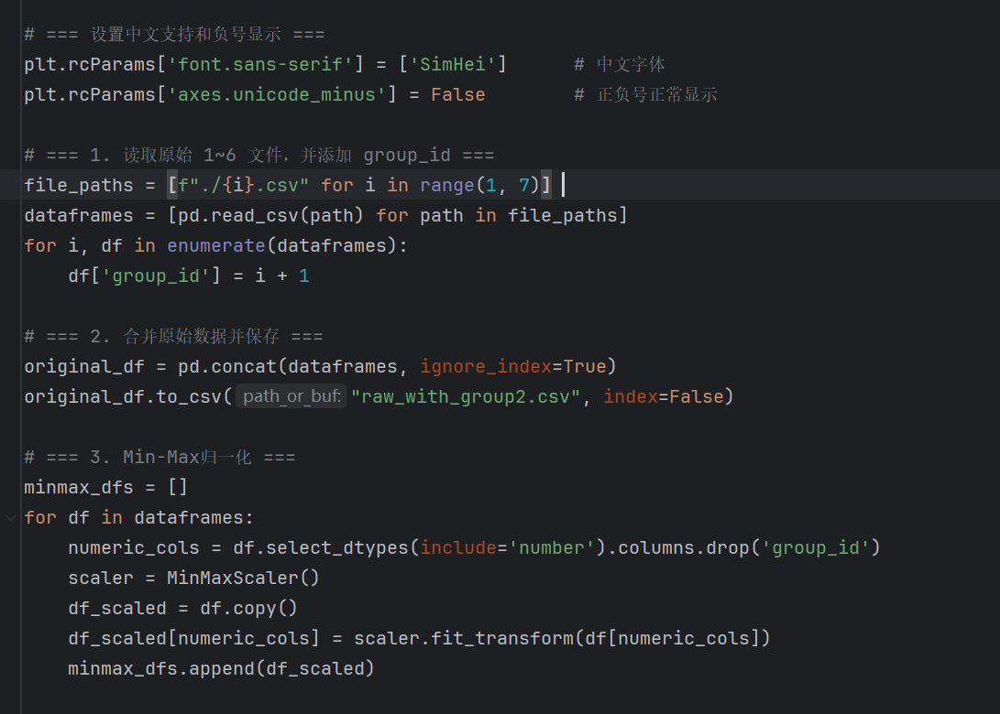 # === 设置中文支持和负号显示 ===
plt.rcParams['font.sans-serif'] = ['SimHei']      # 中文字体
plt.rcParams['axes.unicode_minus'] = False        # 正负号正常显示

# === 1. 读取原始 1~6 文件，并添加 group_id ===
file_paths = [f"./{i}.csv" for i in range(1, 7)]
dataframes = [pd.read_csv(path) for path in file_paths]
for i, df in enumerate(dataframes):
    df['group_id'] = i + 1

# === 2. 合并原始数据并保存 ===
original_df = pd.concat(dataframes, ignore_index=True)
original_df.to_csv( path_or_buf: "raw_with_group2.csv", index=False)

# === 3. Min-Max归一化 ===
minmax_dfs = []
for df in dataframes:
    numeric_cols = df.select_dtypes(include='number').columns.drop('group_id')
    scaler = MinMaxScaler()
    df_scaled = df.copy()
    df_scaled[numeric_cols] = scaler.fit_transform(df[numeric_cols])
    minmax_dfs.append(df_scaled)